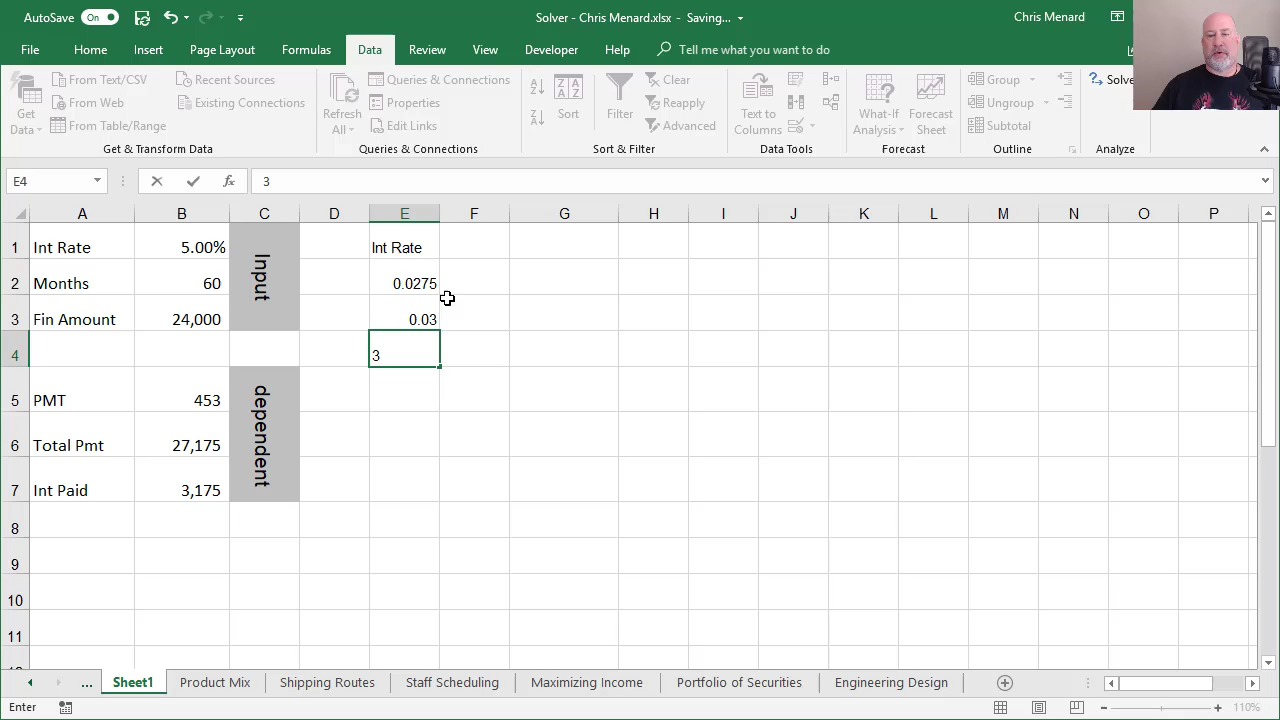 AutoSave On Solver - Chris Menard.xlsx - Saving... Chris Menard
File Home Insert Page Layout Formulas Data Review View Developer Help Tell me what you want to do
Get Data From Text/CSV From Web From Table/Range Recent Sources Existing Connections
Refresh All Queries & Connections Properties Edit Links
Sort Filter Clear Reapply Advanced
Text to Columns What-If Analysis Forecast Sheet Group Ungroup Subtotal
Get & Transform Data Queries & Connections Sort & Filter Data Tools Forecast Outline Analyze
E4 fx 3
A B C D E F G H I J K L M N O P
1 Int Rate 5.00% Int Rate
2 Months 60 Input 0.0275
3 Fin Amount 24,000 0.03
4 3
5 PMT 453
6 Total Pmt 27,175 dependent
7 Int Paid 3,175
8
9
10
11
... Sheet1 Product Mix Shipping Routes Staff Scheduling Maximizing Income Portfolio of Securities Engineering Design
Enter 110%